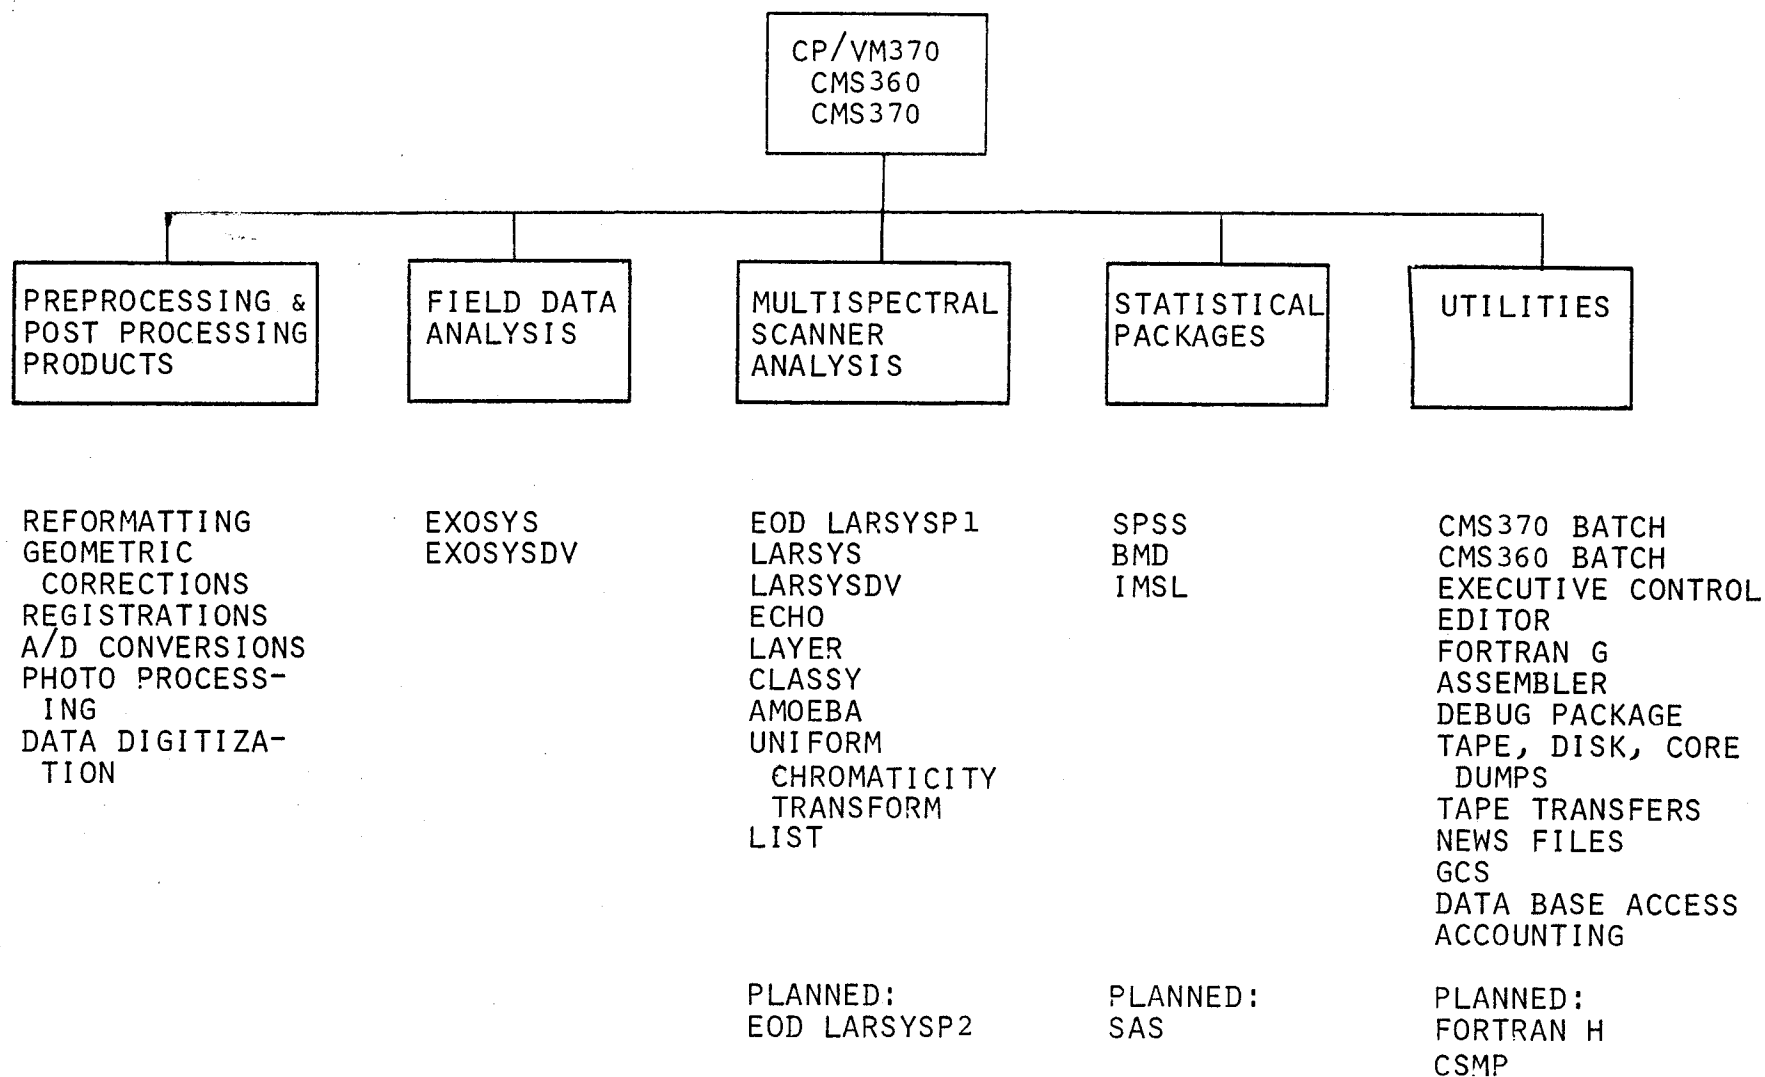 CP/VM370
CMS360
CMS370
PREPROCESSING &
POST PROCESSING
PRODUCTS
FIELD DATA
ANALYSIS
MULTISPECTRAL
SCANNER
ANALYSIS
STATISTICAL
PACKAGES
UTILITIES
REFORMATTING
GEOMETRIC
CORRECTIONS
REGISTRATIONS
A/D CONVERSIONS
PHOTO PROCESS-
ING
DATA DIGITIZA-
TION
EXOSYS
EXOSYSDV
EOD LARSYSP1
LARSYS
LARSYSDV
ECHO
LAYER
CLASSY
AMOEBA
UNIFORM
CHROMATICITY
TRANSFORM
LIST
PLANNED:
EOD LARSYSP2
SPSS
BMD
IMSL
PLANNED:
SAS
CMS370 BATCH
CMS360 BATCH
EXECUTIVE CONTROL
EDITOR
FORTRAN G
ASSEMBLER
DEBUG PACKAGE
TAPE, DISK, CORE
DUMPS
TAPE TRANSFERS
NEWS FILES
GCS
DATA BASE ACCESS
ACCOUNTING
PLANNED:
FORTRAN H
CSMP